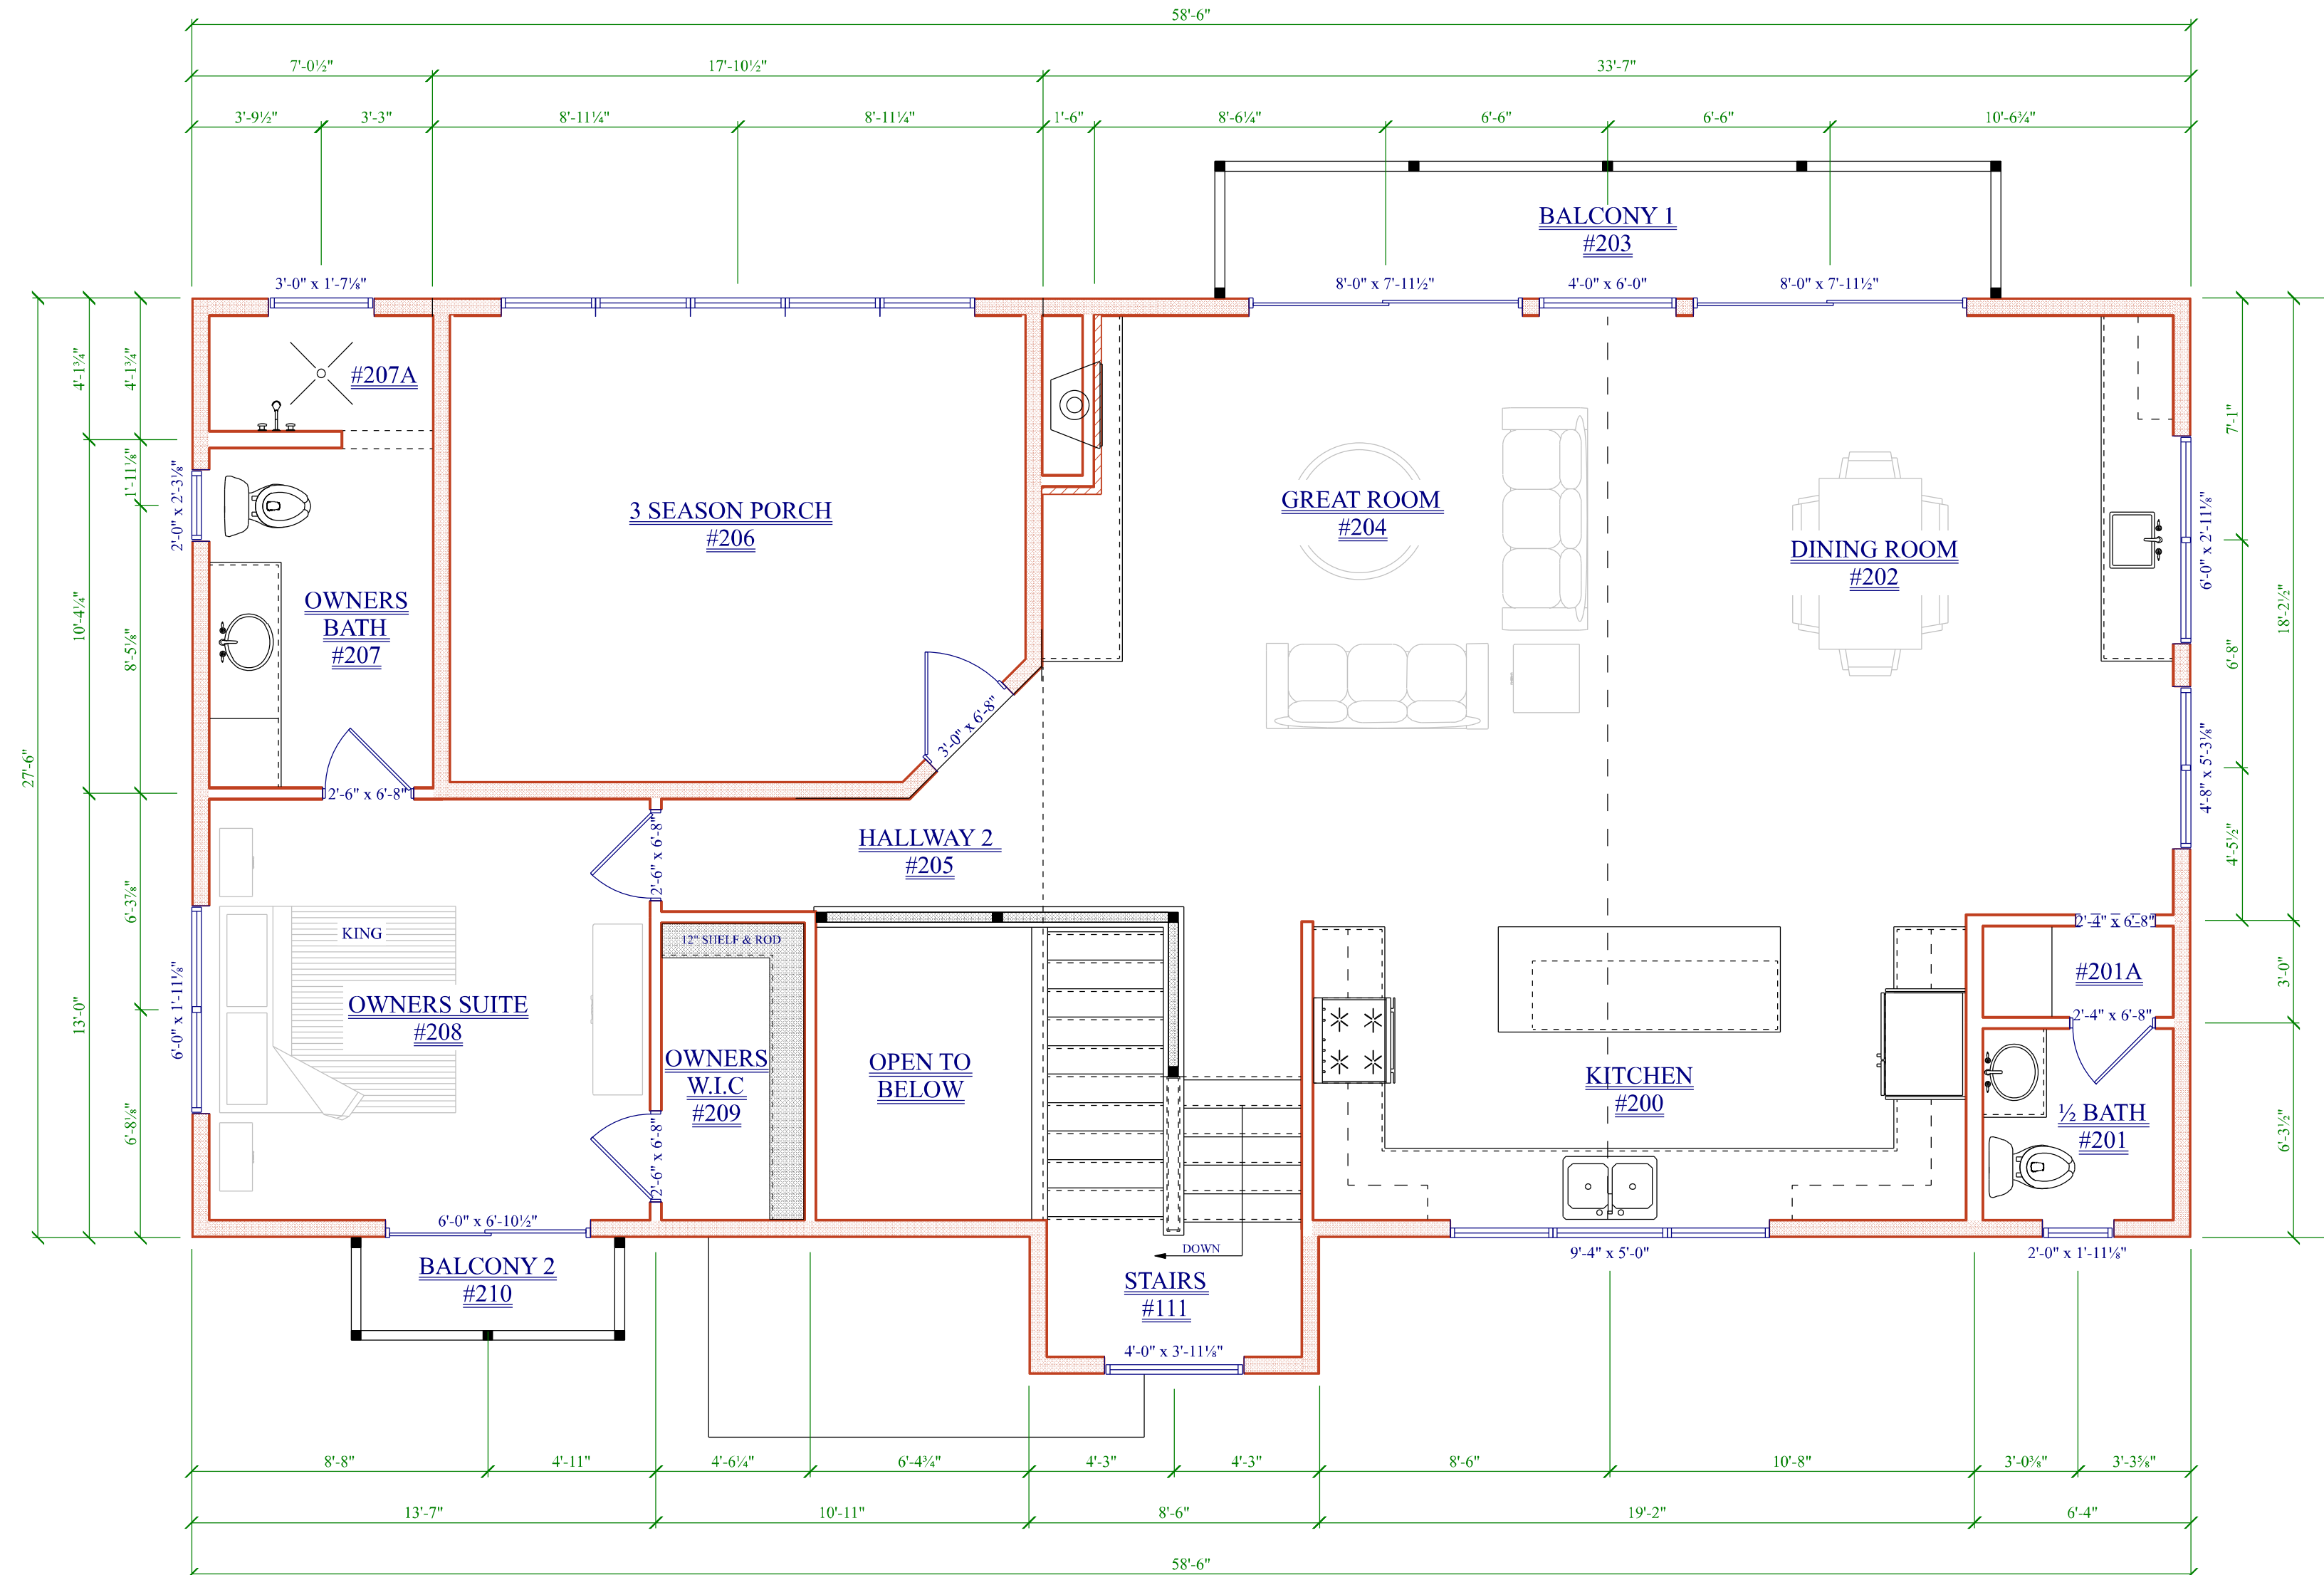 58'-6"
7'-0½" 17'-10½" 33'-7"
3'-9½" 3'-3" 8'-11¼" 8'-11¼" 1'-6" 8'-6¼" 6'-6" 6'-6" 10'-6¾"
BALCONY 1
#203
3'-0" x 1'-7⅛" 8'-0" x 7'-11½" 4'-0" x 6'-0" 8'-0" x 7'-11½"
4'-1¾" 4'-1¾" #207A
7'-1"
1'-11⅛" 2'-0" x 2'-3⅛"
3 SEASON PORCH
#206
GREAT ROOM
#204
DINING ROOM
#202
6'-0" x 2'-11⅛"
18'-2½"
10'-4¼" 8'-5⅛"
OWNERS
BATH
#207
6'-8"
27'-6"
3'-0" x 6'-8"
4'-8" x 5'-3⅛"
2'-6" x 6'-8"
2'-6" x 6'-8"
HALLWAY 2
#205
4'-5½"
6'-3⅞"
KING
12" SHELF & ROD
2'-4" x 6'-8"
13'-0" 6'-0" x 1'-11⅛"
OWNERS SUITE
#208
#201A
3'-0"
2'-4" x 6'-8"
OWNERS
W.I.C
#209
OPEN TO
BELOW
KITCHEN
#200
½ BATH
#201
6'-8⅛"
2'-6" x 6'-8"
6'-3½"
6'-0" x 6'-10½"
DOWN
9'-4" x 5'-0" 2'-0" x 1'-11⅛"
BALCONY 2
#210
STAIRS
#111
4'-0" x 3'-11⅛"
8'-8" 4'-11" 4'-6¼" 6'-4¾" 4'-3" 4'-3" 8'-6" 10'-8" 3'-0⅝" 3'-3⅜"
13'-7" 10'-11" 8'-6" 19'-2" 6'-4"
58'-6"